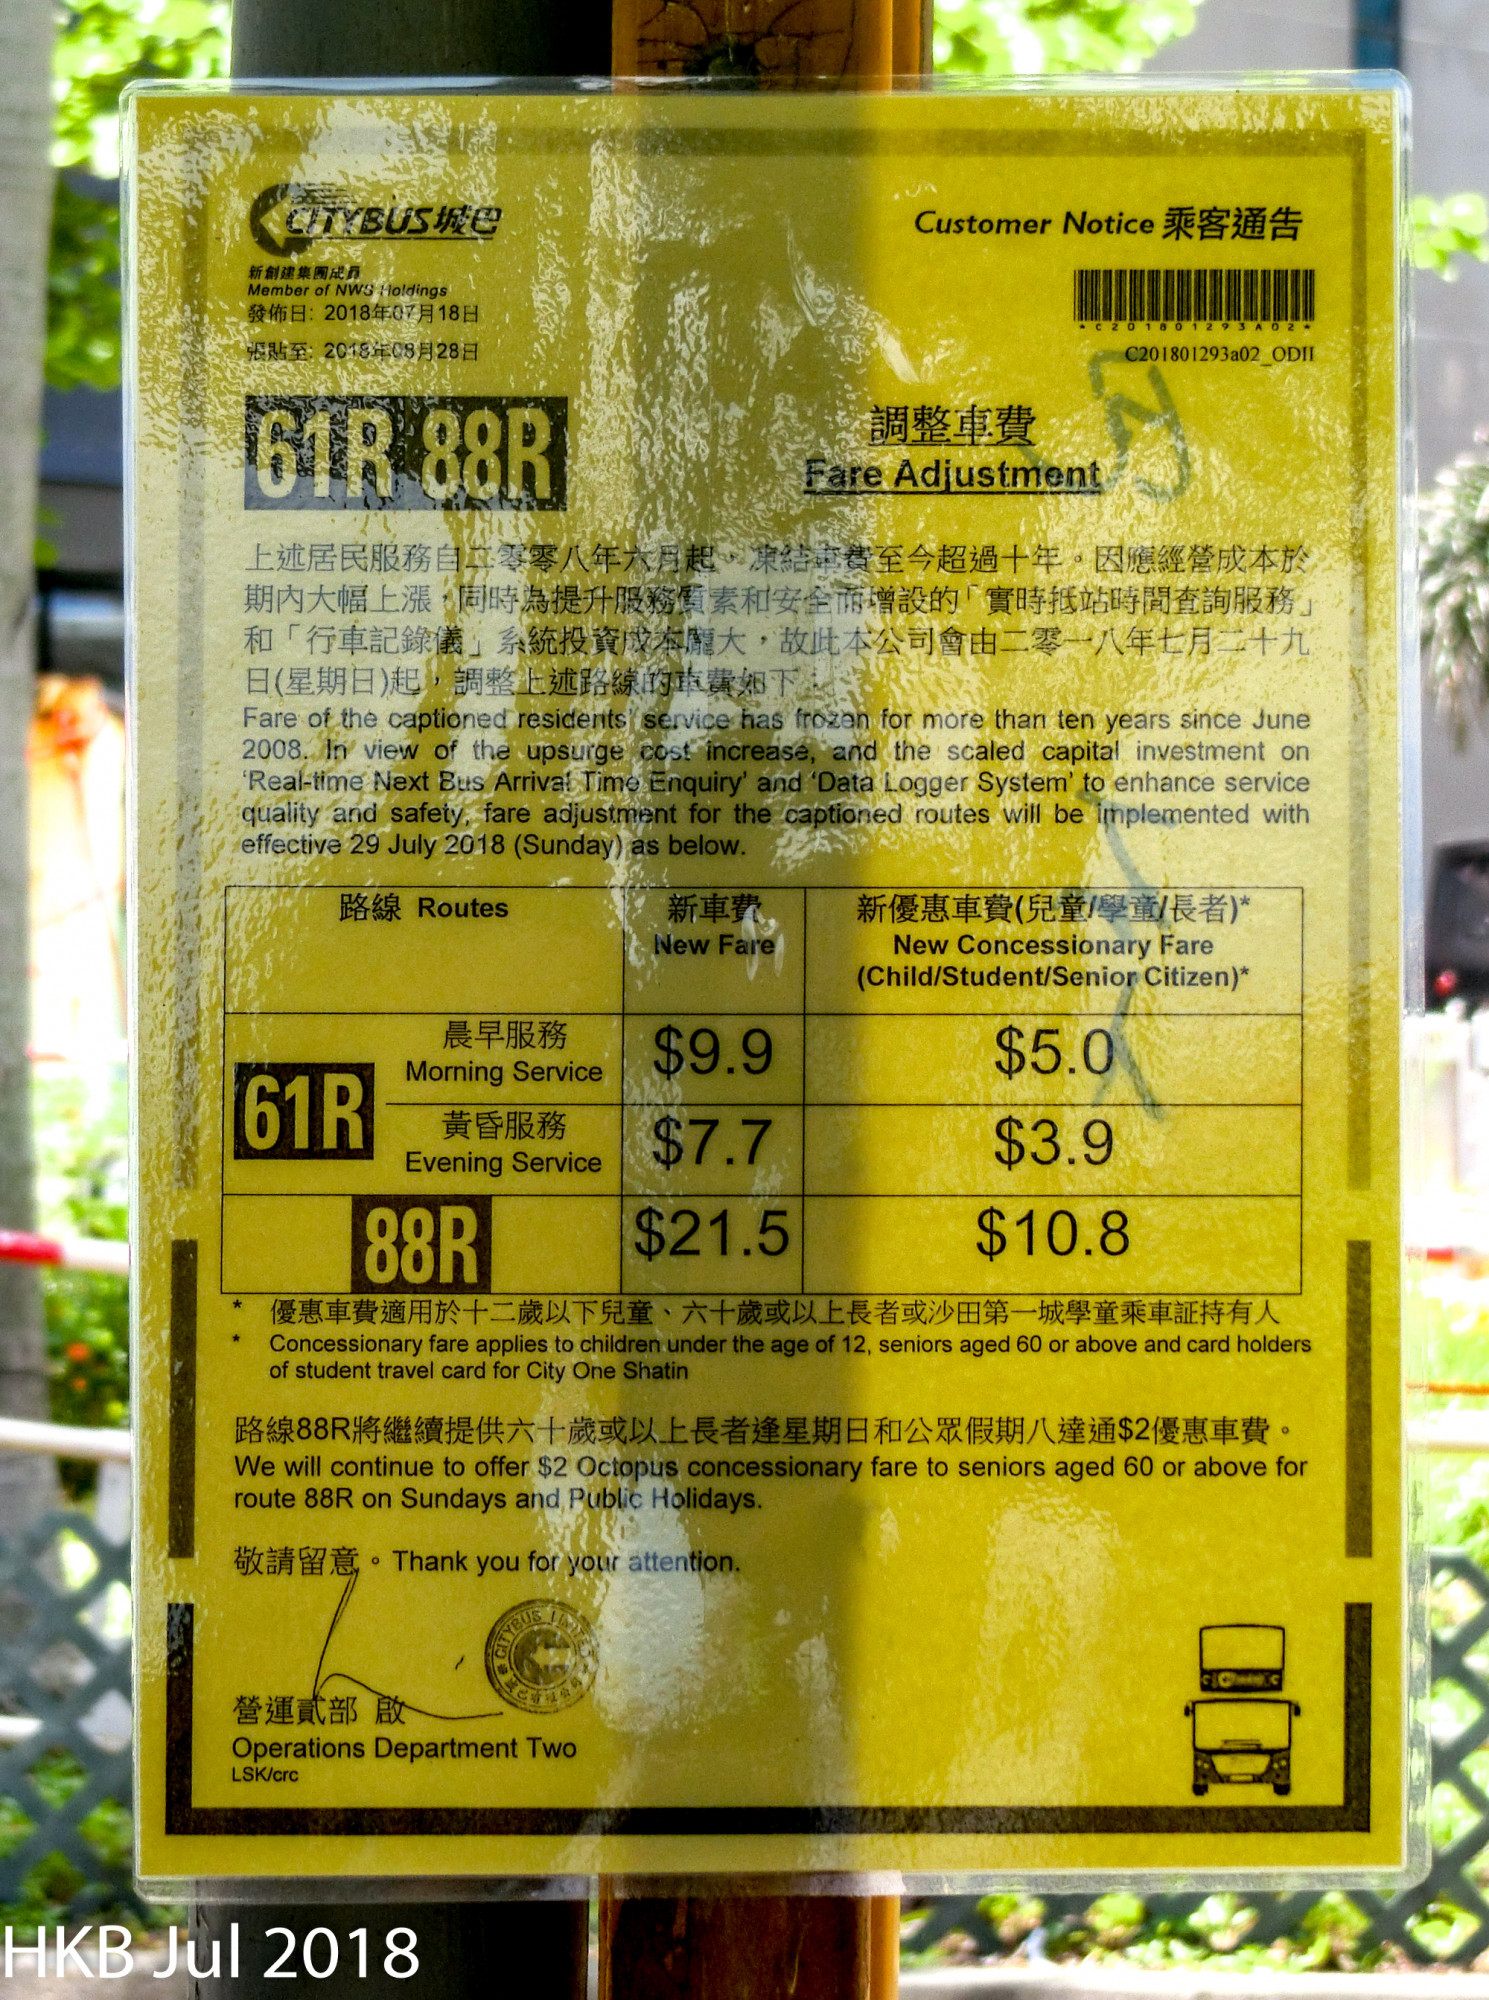 CITYBUS城巴
新創建集團成員
Member of NWS Holdings
發佈日: 2018年07月18日
張貼至: 2018年08月28日
Customer Notice 乘客通告
*C201801293A02*
C201801293a02_ODII
61R 88R
調整車費
Fare Adjustment
上述居民服務自二零零八年六月起，凍結車費至今超過十年。因應經營成本於
期內大幅上漲，同時為提升服務質素和安全而增設的「實時抵站時間查詢服務」
和「行車記錄儀」系統投資成本龐大，故此本公司會由二零一八年七月二十九
日(星期日)起，調整上述路線的車費如下：
Fare of the captioned residents' service has frozen for more than ten years since June
2008. In view of the upsurge cost increase, and the scaled capital investment on
‘Real-time Next Bus Arrival Time Enquiry’ and ‘Data Logger System’ to enhance service
quality and safety, fare adjustment for the captioned routes will be implemented with
effective 29 July 2018 (Sunday) as below.
路線 Routes
新車費
New Fare
新優惠車費(兒童/學童/長者)*
New Concessionary Fare
(Child/Student/Senior Citizen)*
61R
晨早服務
Morning Service
$9.9
$5.0
黃昏服務
Evening Service
$7.7
$3.9
88R
$21.5
$10.8
* 優惠車費適用於十二歲以下兒童、六十歲或以上長者或沙田第一城學童乘車証持有人
* Concessionary fare applies to children under the age of 12, seniors aged 60 or above and card holders
of student travel card for City One Shatin
路線88R將繼續提供六十歲或以上長者逢星期日和公眾假期八達通$2優惠車費。
We will continue to offer $2 Octopus concessionary fare to seniors aged 60 or above for
route 88R on Sundays and Public Holidays.
敬請留意。Thank you for your attention.
CITYBUS LIMITED
城巴有限公司
營運貳部 啟
Operations Department Two
LSK/crc
HKB Jul 2018